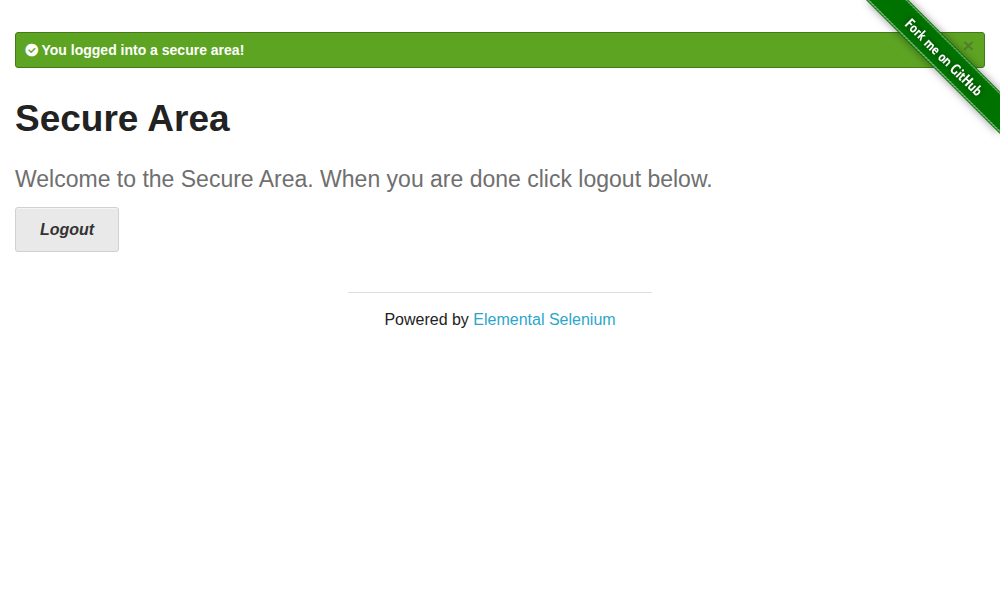 You logged into a secure area!
×
Fork me on GitHub
Secure Area
Welcome to the Secure Area. When you are done click logout below.
Logout
Powered by Elemental Selenium